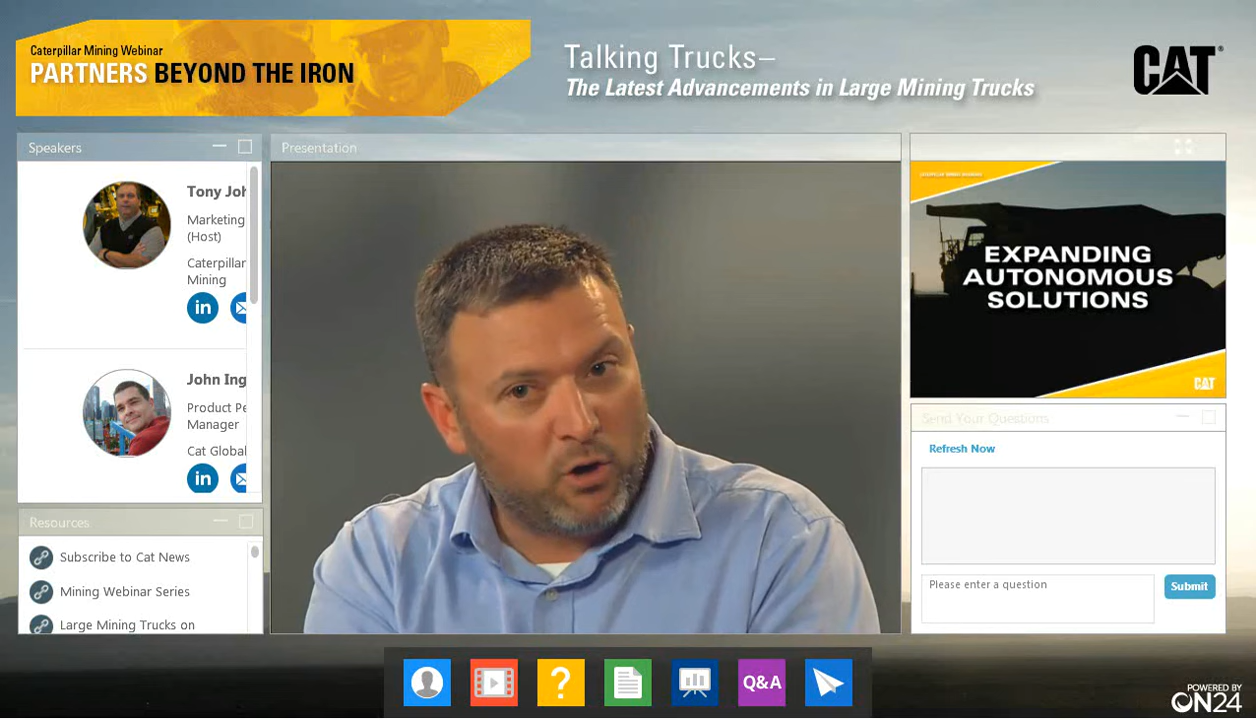 Caterpillar Mining Webinar
PARTNERS BEYOND THE IRON
Talking Trucks–
The Latest Advancements in Large Mining Trucks
CAT®
Speakers
Tony Joh
Marketing
(Host)
Caterpillar
Mining
in
John Ing
Product Pe
Manager
Cat Global
in
Resources
Subscribe to Cat News
Mining Webinar Series
Large Mining Trucks on
Presentation
EXPANDING
AUTONOMOUS
SOLUTIONS
CAT
Send Your Questions
Refresh Now
Please enter a question
Submit
?
Q&A
POWERED BY
ON24